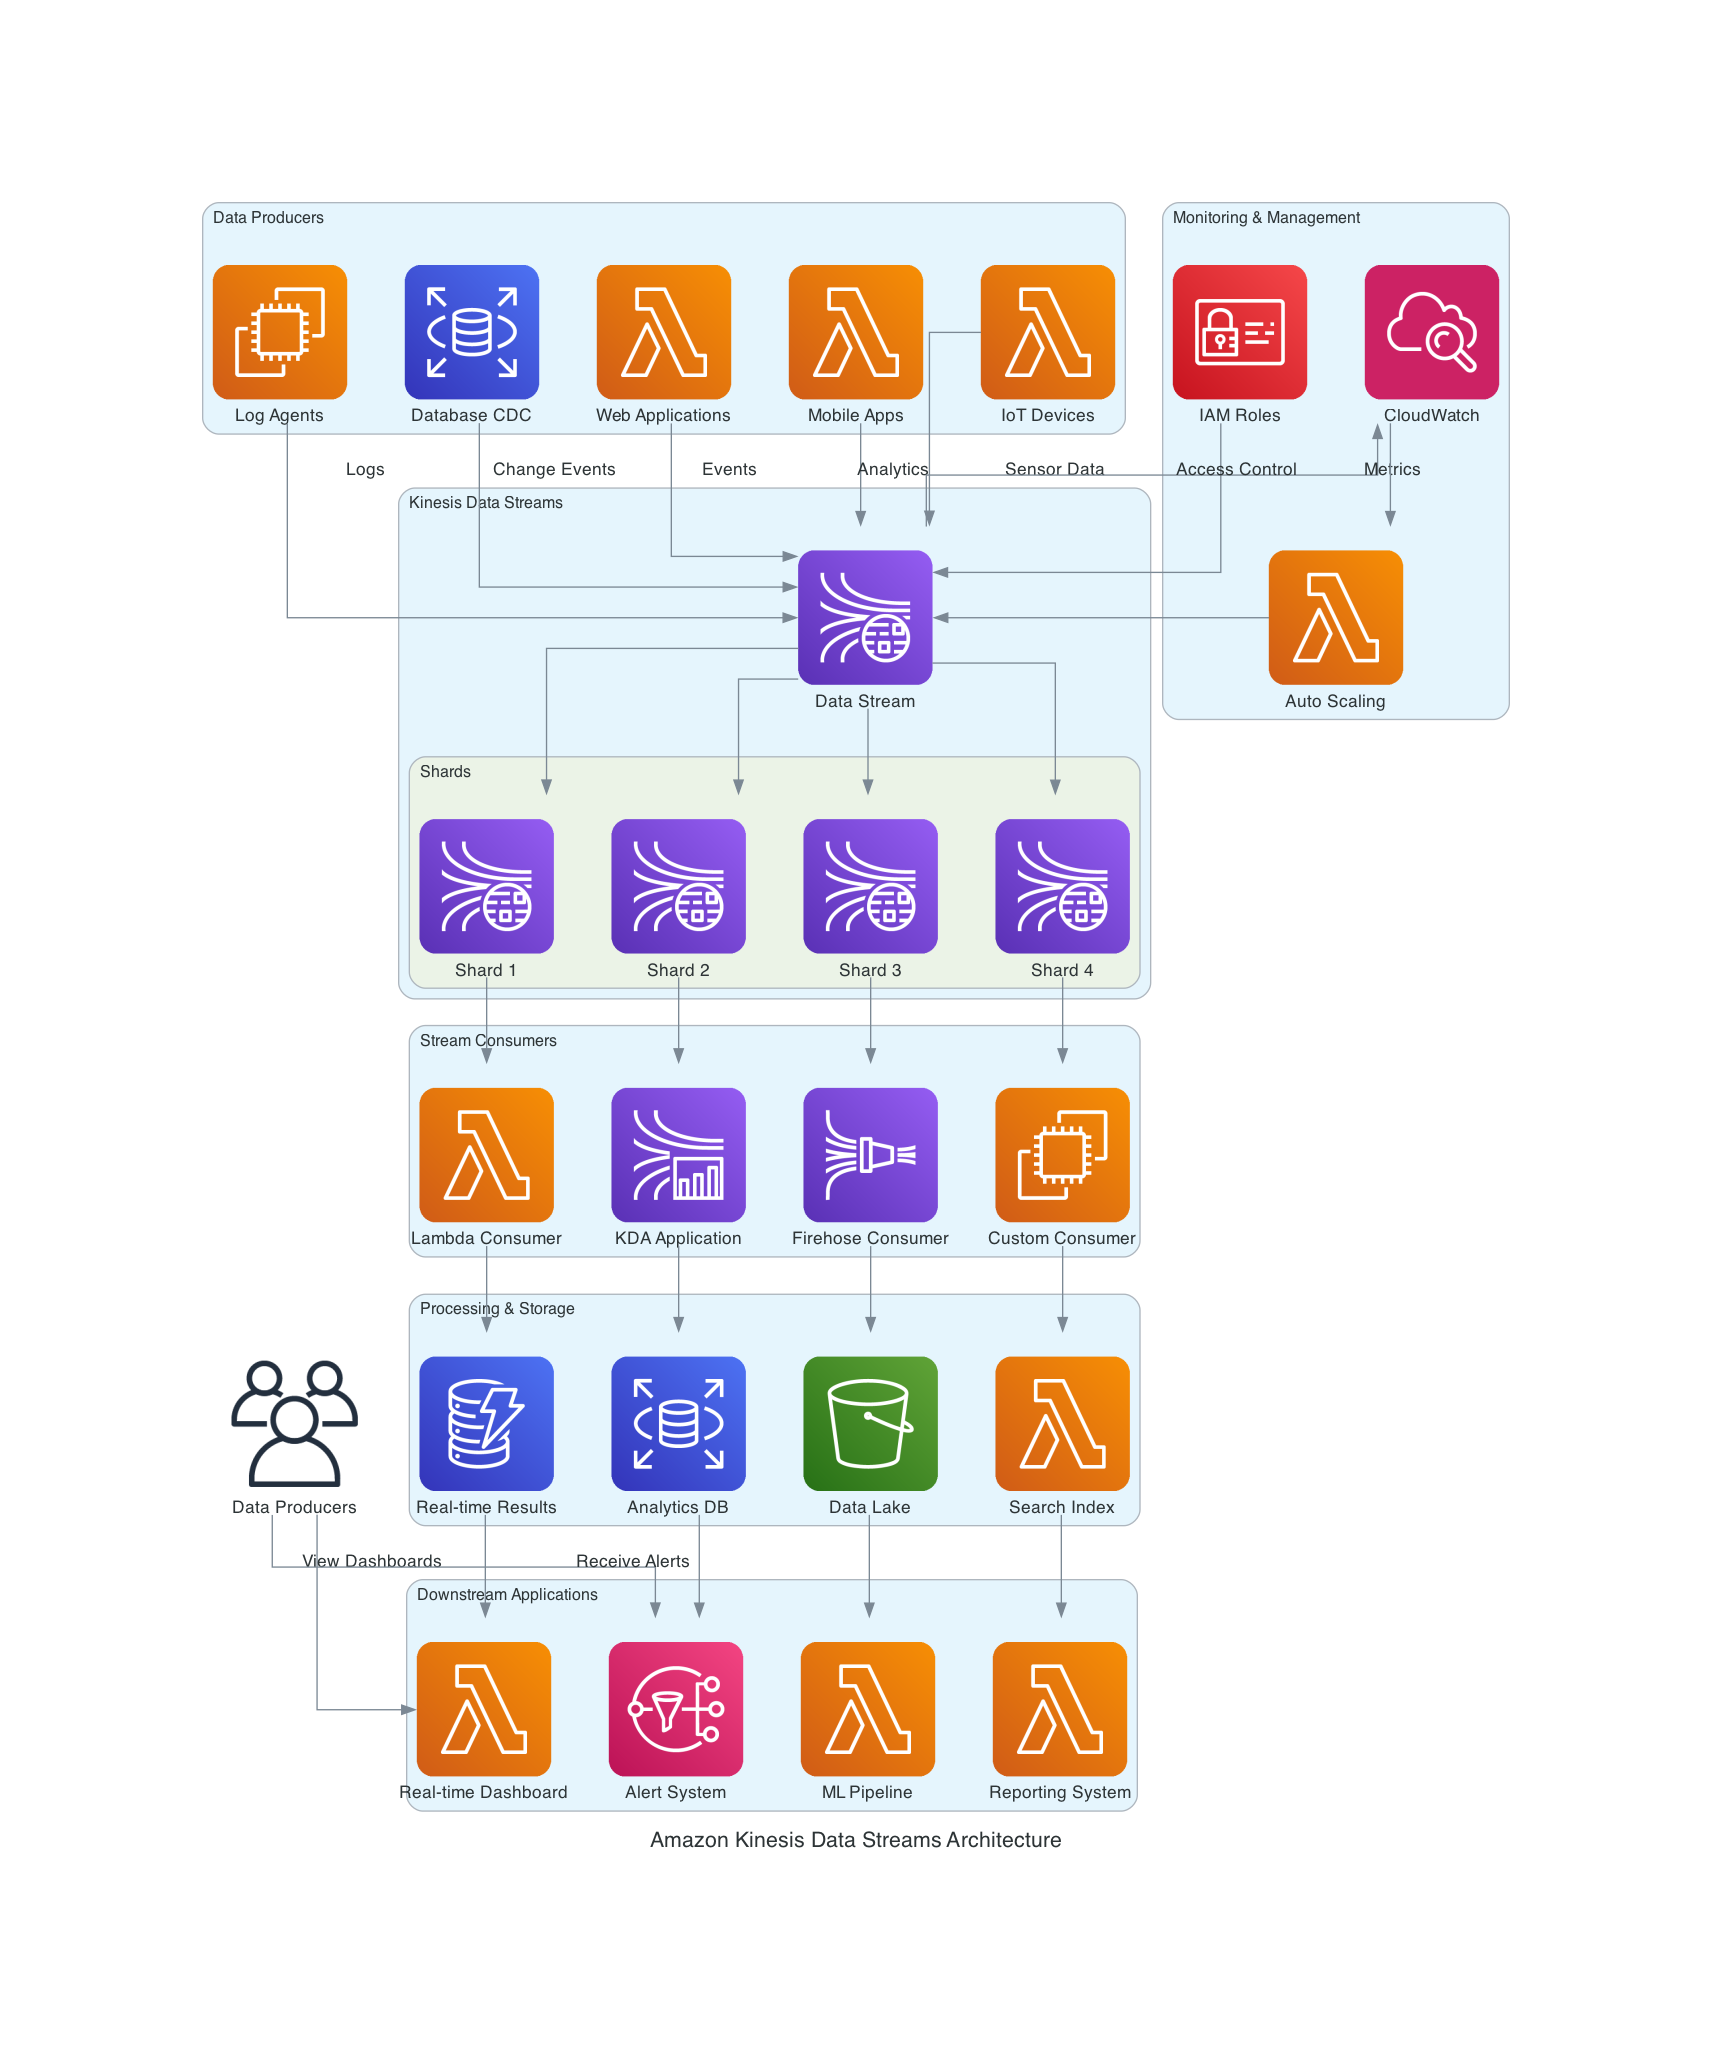 Data Producers
Monitoring & Management
Log Agents
Database CDC
Web Applications
Mobile Apps
IoT Devices
IAM Roles
CloudWatch
Logs
Change Events
Events
Analytics
Sensor Data
Access Control
Metrics
Kinesis Data Streams
Data Stream
Auto Scaling
Shards
Shard 1
Shard 2
Shard 3
Shard 4
Stream Consumers
Lambda Consumer
KDA Application
Firehose Consumer
Custom Consumer
Processing & Storage
Data Producers
Real-time Results
Analytics DB
Data Lake
Search Index
View Dashboards
Receive Alerts
Downstream Applications
Real-time Dashboard
Alert System
ML Pipeline
Reporting System
Amazon Kinesis Data Streams Architecture